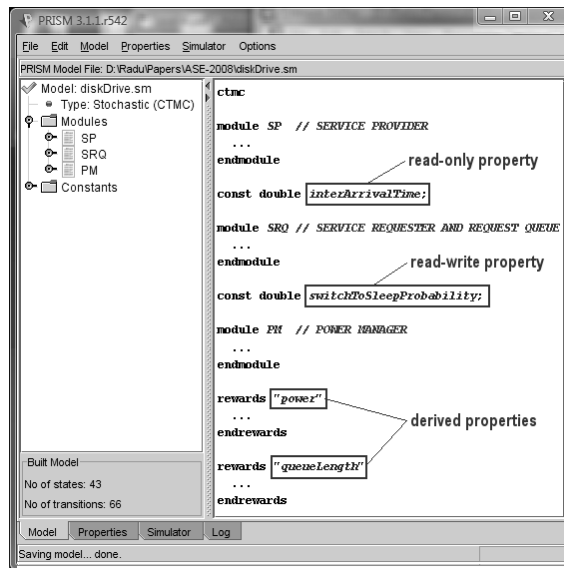 PRISM 3.1.1.r542
File Edit Model Properties Simulator Options
PRISM Model File: D:\Radu\Papers\ASE-2008\diskDrive.sm
Model: diskDrive.sm
Type: Stochastic (CTMC)
Modules
SP
SRQ
PM
Constants
Built Model
No of states: 43
No of transitions: 66
ctmc
module SP // SERVICE PROVIDER
...
endmodule
read-only property
const double interArrivalTime;
module SRQ // SERVICE REQUESTER AND REQUEST QUEUE
...
endmodule
read-write property
const double switchToSleepProbability;
module PM // POWER MANAGER
...
endmodule
rewards "power"
...
derived properties
endrewards
rewards "queueLength"
...
endrewards
Model Properties Simulator Log
Saving model... done.